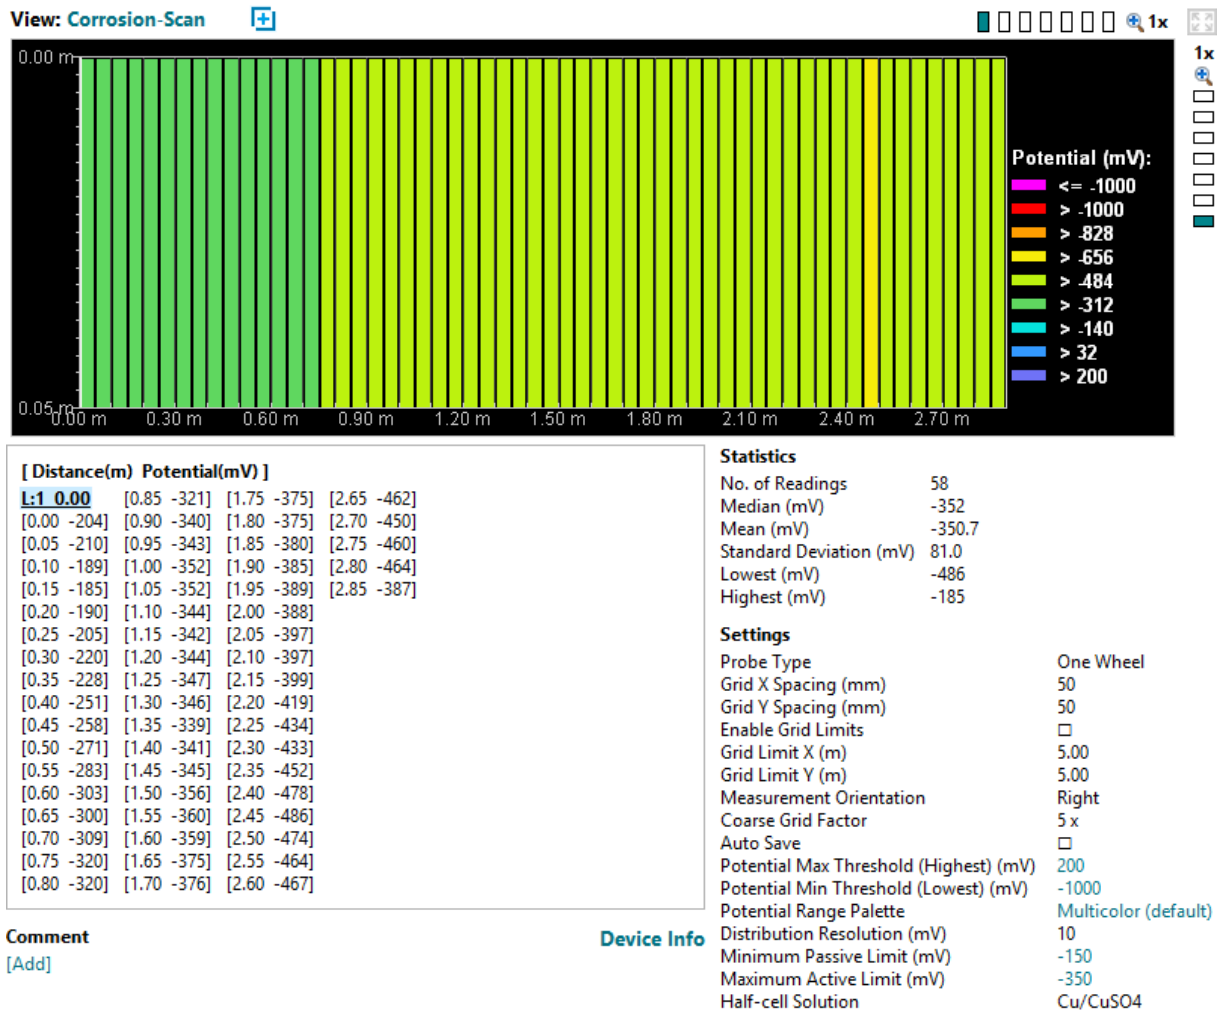 View: Corrosion-Scan
1x
1x
0.00 m
Potential (mV):
<= -1000
> -1000
> -828
> -656
> -484
> -312
> -140
> 32
> 200
0.05 m
0.00 m 0.30 m 0.60 m 0.90 m 1.20 m 1.50 m 1.80 m 2.10 m 2.40 m 2.70 m
[ Distance(m) Potential(mV) ]
L:1 0.00 [0.85 -321] [1.75 -375] [2.65 -462]
[0.00 -204] [0.90 -340] [1.80 -375] [2.70 -450]
[0.05 -210] [0.95 -343] [1.85 -380] [2.75 -460]
[0.10 -189] [1.00 -352] [1.90 -385] [2.80 -464]
[0.15 -185] [1.05 -352] [1.95 -389] [2.85 -387]
[0.20 -190] [1.10 -344] [2.00 -388]
[0.25 -205] [1.15 -342] [2.05 -397]
[0.30 -220] [1.20 -344] [2.10 -397]
[0.35 -228] [1.25 -347] [2.15 -399]
[0.40 -251] [1.30 -346] [2.20 -419]
[0.45 -258] [1.35 -339] [2.25 -434]
[0.50 -271] [1.40 -341] [2.30 -433]
[0.55 -283] [1.45 -345] [2.35 -452]
[0.60 -303] [1.50 -356] [2.40 -478]
[0.65 -300] [1.55 -360] [2.45 -486]
[0.70 -309] [1.60 -359] [2.50 -474]
[0.75 -320] [1.65 -375] [2.55 -464]
[0.80 -320] [1.70 -376] [2.60 -467]
Comment
[Add]
Device Info
Statistics
No. of Readings 58
Median (mV) -352
Mean (mV) -350.7
Standard Deviation (mV) 81.0
Lowest (mV) -486
Highest (mV) -185
Settings
Probe Type One Wheel
Grid X Spacing (mm) 50
Grid Y Spacing (mm) 50
Enable Grid Limits
Grid Limit X (m) 5.00
Grid Limit Y (m) 5.00
Measurement Orientation Right
Coarse Grid Factor 5 x
Auto Save
Potential Max Threshold (Highest) (mV) 200
Potential Min Threshold (Lowest) (mV) -1000
Potential Range Palette Multicolor (default)
Distribution Resolution (mV) 10
Minimum Passive Limit (mV) -150
Maximum Active Limit (mV) -350
Half-cell Solution Cu/CuSO4